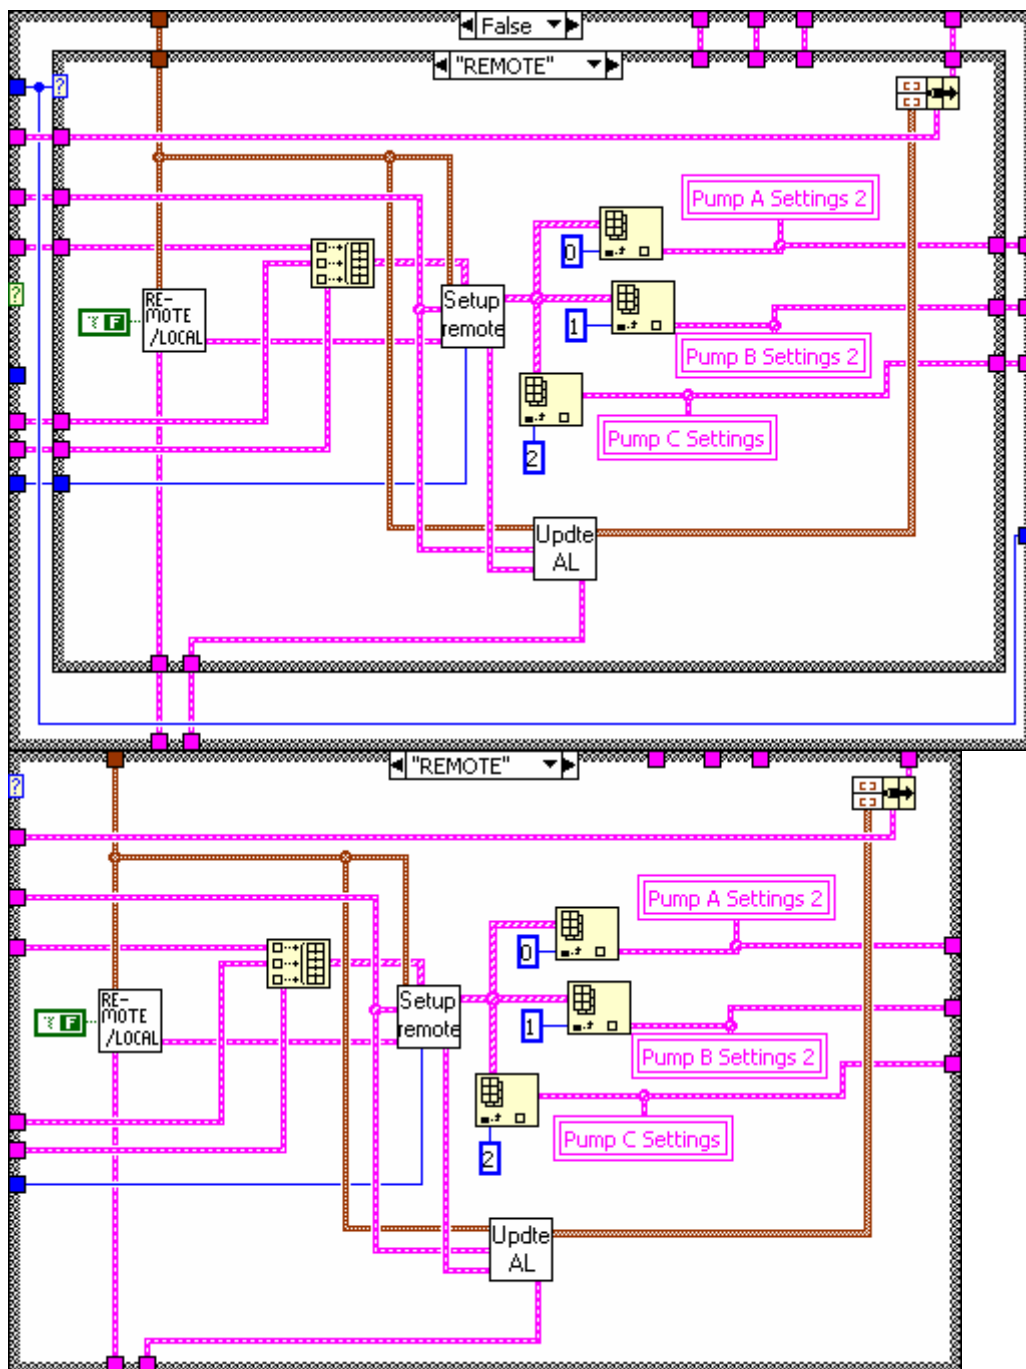 False
"REMOTE"
?
Pump A Settings 2
0
?
RE-
MOTE
/LOCAL
F
Setup
remote
1
Pump B Settings 2
Pump C Settings
2
Updte
AL
"REMOTE"
?
Pump A Settings 2
0
RE-
MOTE
/LOCAL
F
Setup
remote
1
Pump B Settings 2
Pump C Settings
2
Updte
AL